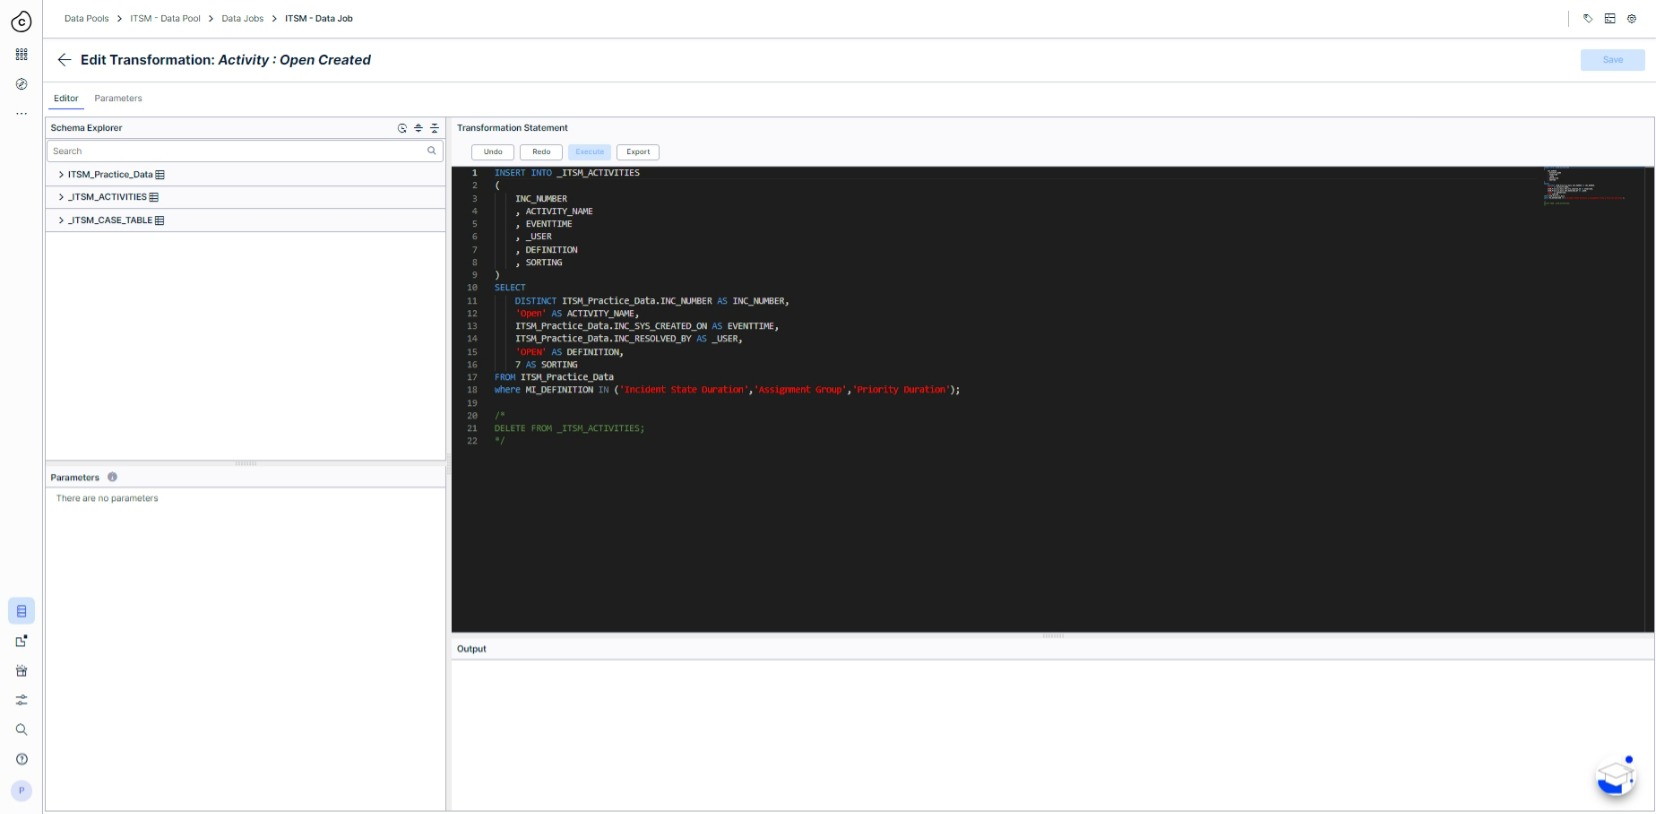 Data Pools > ITSM - Data Pool > Data Jobs > ITSM - Data Job
Edit Transformation: Activity : Open Created
Save
Editor Parameters
Schema Explorer
Search
ITSM_Practice_Data
_ITSM_ACTIVITIES
_ITSM_CASE_TABLE
Parameters
There are no parameters
Transformation Statement
Undo Redo Execute Export
1 INSERT INTO _ITSM_ACTIVITIES
2 (
3 INC_NUMBER
4 , ACTIVITY_NAME
5 , EVENTTIME
6 , _USER
7 , DEFINITION
8 , SORTING
9 )
10 SELECT
11 DISTINCT ITSM_Practice_Data.INC_NUMBER AS INC_NUMBER,
12 'Open' AS ACTIVITY_NAME,
13 ITSM_Practice_Data.INC_SYS_CREATED_ON AS EVENTTIME,
14 ITSM_Practice_Data.INC_RESOLVED_BY AS _USER,
15 'OPEN' AS DEFINITION,
16 7 AS SORTING
17 FROM ITSM_Practice_Data
18 where MI_DEFINITION IN ('Incident State Duration','Assignment Group','Priority Duration');
19
20 /*
21 DELETE FROM _ITSM_ACTIVITIES;
22 */
Output
P